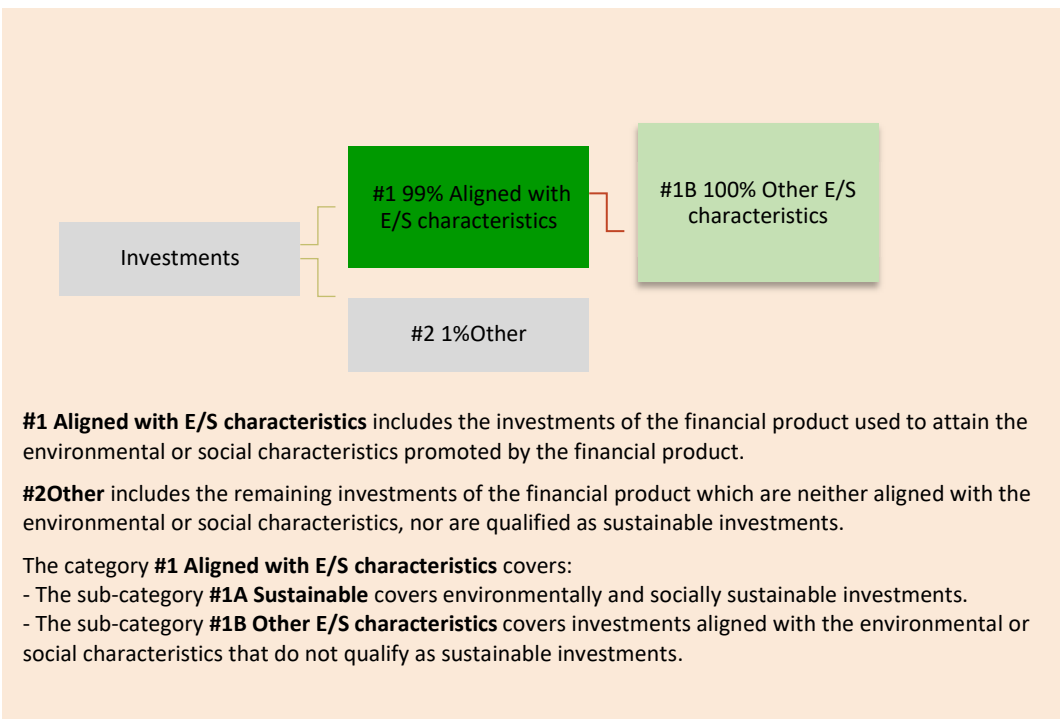 #1 99% Aligned with
E/S characteristics
#1B 100% Other E/S
characteristics
Investments
#2 1%Other
#1 Aligned with E/S characteristics includes the investments of the financial product used to attain the
environmental or social characteristics promoted by the financial product.
#2Other includes the remaining investments of the financial product which are neither aligned with the
environmental or social characteristics, nor are qualified as sustainable investments.
The category #1 Aligned with E/S characteristics covers:
- The sub-category #1A Sustainable covers environmentally and socially sustainable investments.
- The sub-category #1B Other E/S characteristics covers investments aligned with the environmental or
social characteristics that do not qualify as sustainable investments.